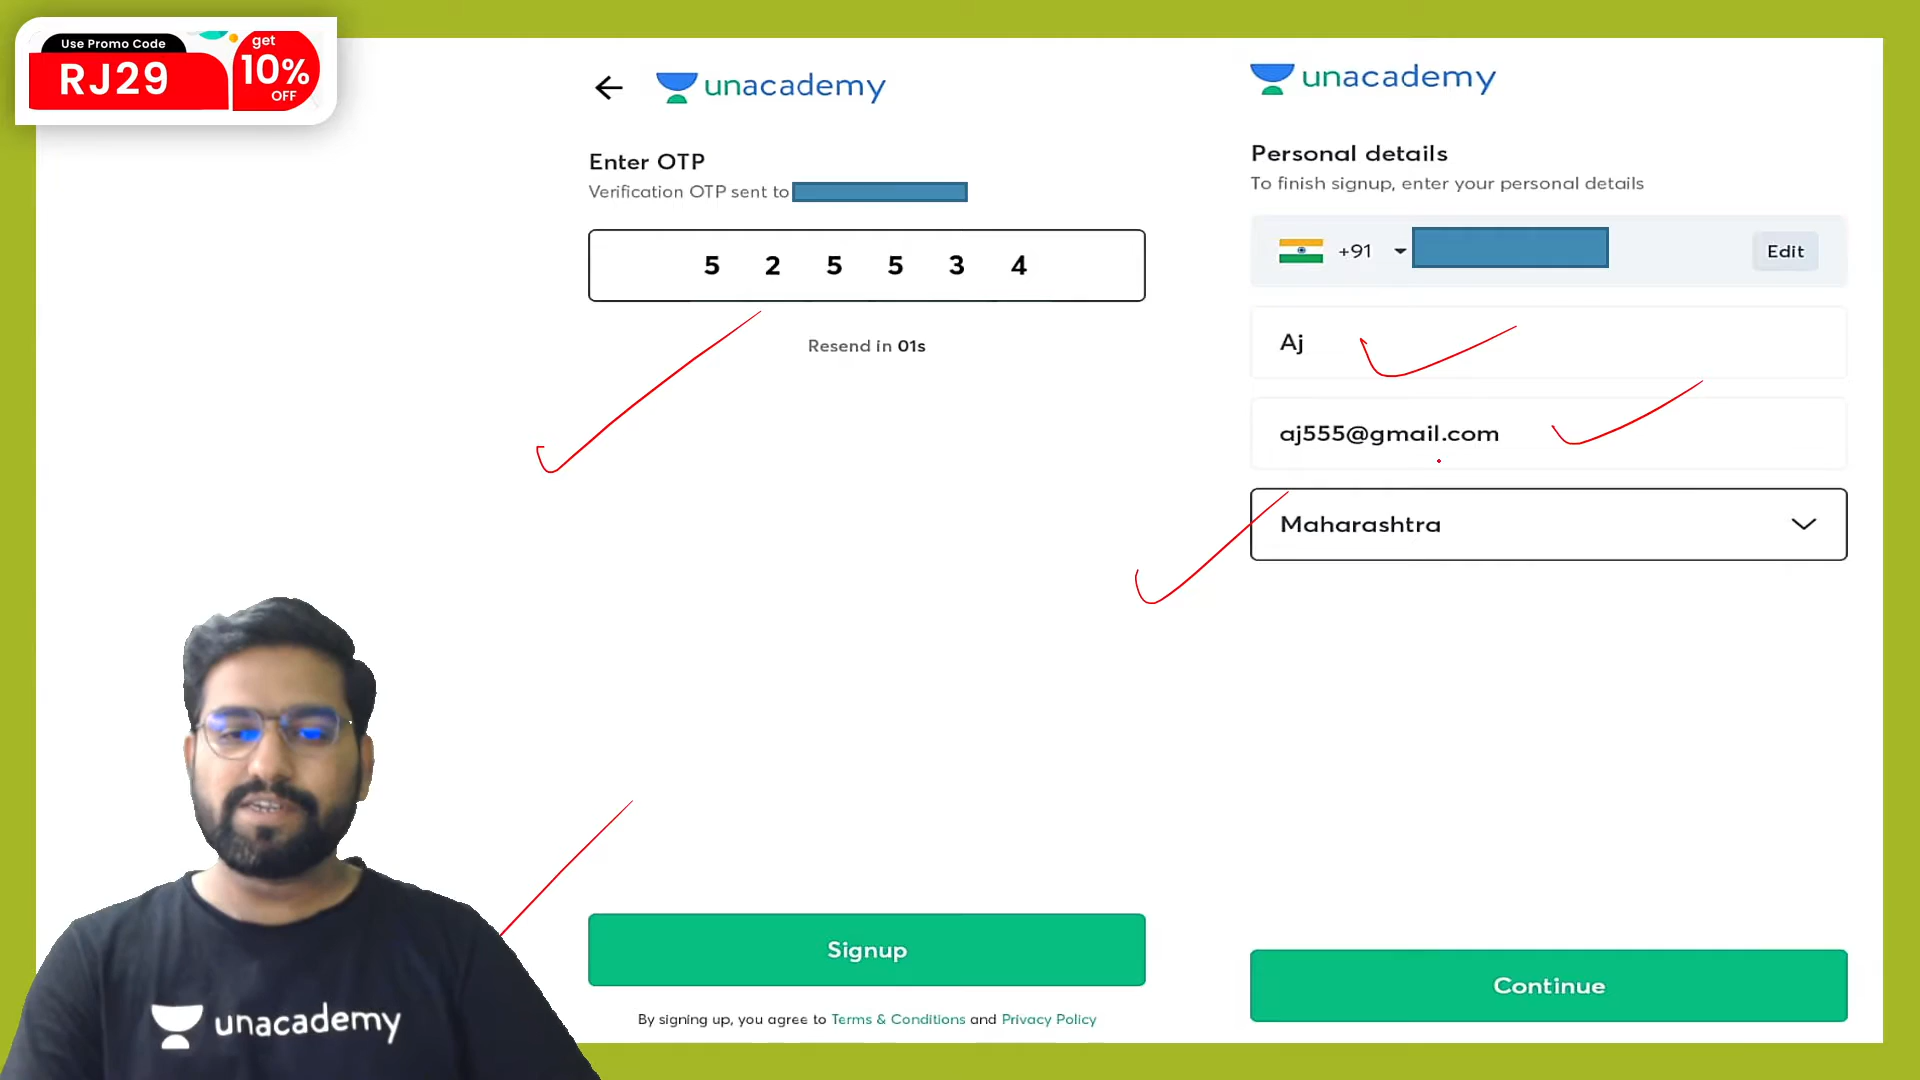 Use Promo Code
RJ29
get
10%
OFF
unacademy
Enter OTP
Verification OTP sent to
5 2 5 5 3 4
Resend in 01s
Signup
By signing up, you agree to Terms & Conditions and Privacy Policy
unacademy
Personal details
To finish signup, enter your personal details
+91
Edit
Aj
aj555@gmail.com
Maharashtra
Continue
unacademy